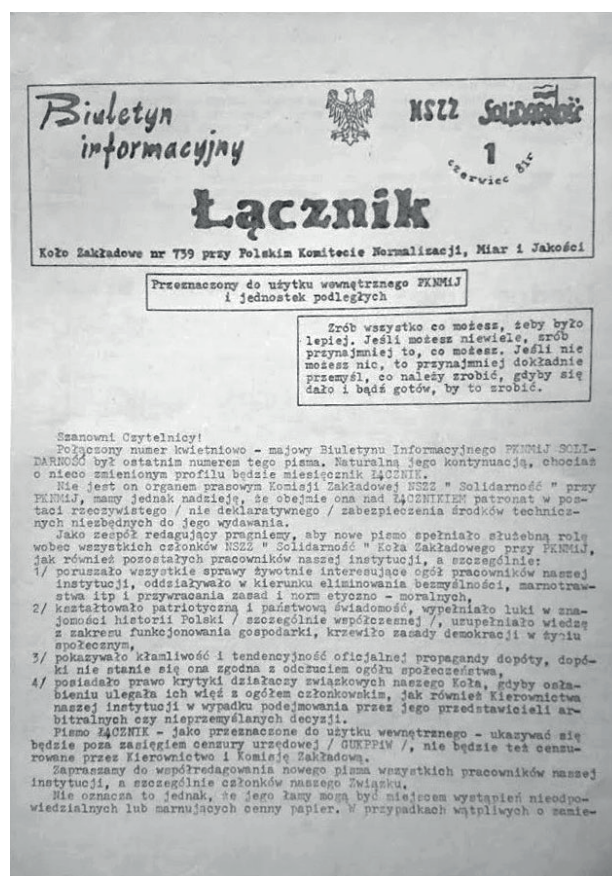 Biuletyn
informacyjny
NSZZ SOLIDARNOŚĆ
1
czerwiec 81r
Łącznik
Koło Zakładowe nr 739 przy Polskim Komitecie Normalizacji, Miar i Jakości
Przeznaczony do użytku wewnętrznego PKNMiJ
i jednostek podległych
Zrób wszystko co możesz, żeby było
lepiej. Jeśli możesz niewiele, zrób
przynajmniej to, co możesz. Jeśli nie
możesz nic, to przynajmniej dokładnie
przemyśl, co należy zrobić, gdyby się
dało i bądź gotów, by to zrobić.
Szanowni Czytelnicy!
Połączony numer kwietniowo - majowy Biuletynu Informacyjnego PKNMiJ SOLI-
DARNOŚĆ był ostatnim numerem tego pisma. Naturalną jego kontynuacją, chociaż
o nieco zmienionym profilu będzie miesięcznik ŁĄCZNIK.
Nie jest on organem prasowym Komisji Zakładowej NSZZ " Solidarność " przy
PKNMiJ, mamy jednak nadzieję, że obejmie ona nad ŁĄCZNIKIEM patronat w pos-
taci rzeczywistego / nie deklaratywnego / zabezpieczenia środków technicz-
nych niezbędnych do jego wydawania.
Jako zespół redagujący pragniemy, aby nowe pismo spełniało służebną rolę
wobec wszystkich członków NSZZ " Solidarność " Koła Zakładowego przy PKNMiJ,
jak również pozostałych pracowników naszej instytucji, a szczególnie:
1/ poruszało wszystkie sprawy żywotnie interesujące ogół pracowników naszej
instytucji, oddziaływało w kierunku eliminowania bezmyślności, marnotraw-
stwa itp i przywracania zasad i norm etyczno - moralnych,
2/ kształtowało patriotyczną i państwową świadomość, wypełniało luki w zna-
jomości historii Polski / szczególnie współczesnej /, uzupełniało wiedzę
z zakresu funkcjonowania gospodarki, krzewiło zasady demokracji w życiu
społecznym,
3/ pokazywało kłamliwość i tendencyjność oficjalnej propagandy dopóty, dopó-
ki nie stanie się ona zgodna z odczuciem ogółu społeczeństwa,
4/ posiadało prawo krytyki działaczy związkowych naszego Koła, gdyby osła-
bieniu ulegała ich więź z ogółem członkowskim, jak również Kierownictwa
naszej instytucji w wypadku podejmowania przez jego przedstawicieli ar-
bitralnych czy nieprzemyślanych decyzji.
Pismo ŁĄCZNIK - jako przeznaczone do użytku wewnętrznego - ukazywać się
będzie poza zasięgiem cenzury urzędowej / GUKPPiW /, nie będzie też cenzu-
rowane przez Kierownictwo i Komisję Zakładową.
Zapraszamy do współredagowania nowego pisma wszystkich pracowników naszej
instytucji, a szczególnie członków naszego Związku.
Nie oznacza to jednak, że jego łamy mogą być miejscem wystąpień nieodpo-
wiedzialnych lub marnujących cenny papier. W przypadkach wątpliwych o zamie-